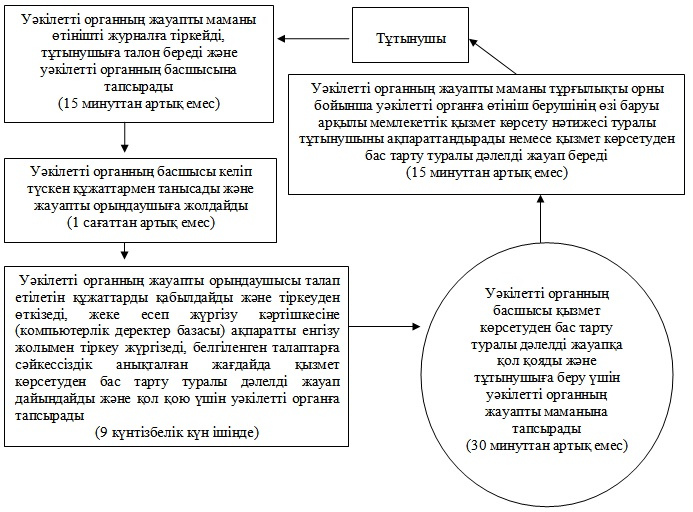 Тұтынушы
Уәкілетті органның жауапты маманы
өтінішті журналға тіркейді,
тұтынушыға талон береді және
уәкілетті органның басшысына
тапсырады
(15 минуттан артық емес)
Уәкілетті органның басшысы келіп
түскен құжаттармен танысады және
жауапты орындаушыға жолдайды
(1 сағаттан артық емес)
Уәкілетті органның жауапты орындаушысы талап
етілетін құжаттарды қабылдайды және тіркеуден
өткізеді, жеке есеп жүргізу кәртішкесіне
(компьютерлік деректер базасы) ақпаратты енгізу
жолымен тіркеу жүргізеді, белгіленген талаптарға
сәйкессіздік анықталған жағдайда қызмет
көрсетуден бас тарту туралы дәлелді жауап
дайындайды және қол қою үшін уәкілетті органға
тапсырады
(9 күнтізбелік күн ішінде)
Уәкілетті органның
басшысы қызмет
көрсетуден бас тарту
туралы дәлелді жауапқа
қол қояды және
тұтынушыға беру үшін
уәкілетті органның
жауапты маманына
тапсырады
(30 минуттан артық емес)
Уәкілетті органның жауапты маманы тұрғылықты орны
бойынша уәкілетті органға өтініш берушінің өзі баруы
арқылы мемлекеттік қызмет көрсету нәтижесі туралы
тұтынушыны ақпараттандырады немесе қызмет көрсетуден
бас тарту туралы дәлелді жауап береді
(15 минуттан артық емес)